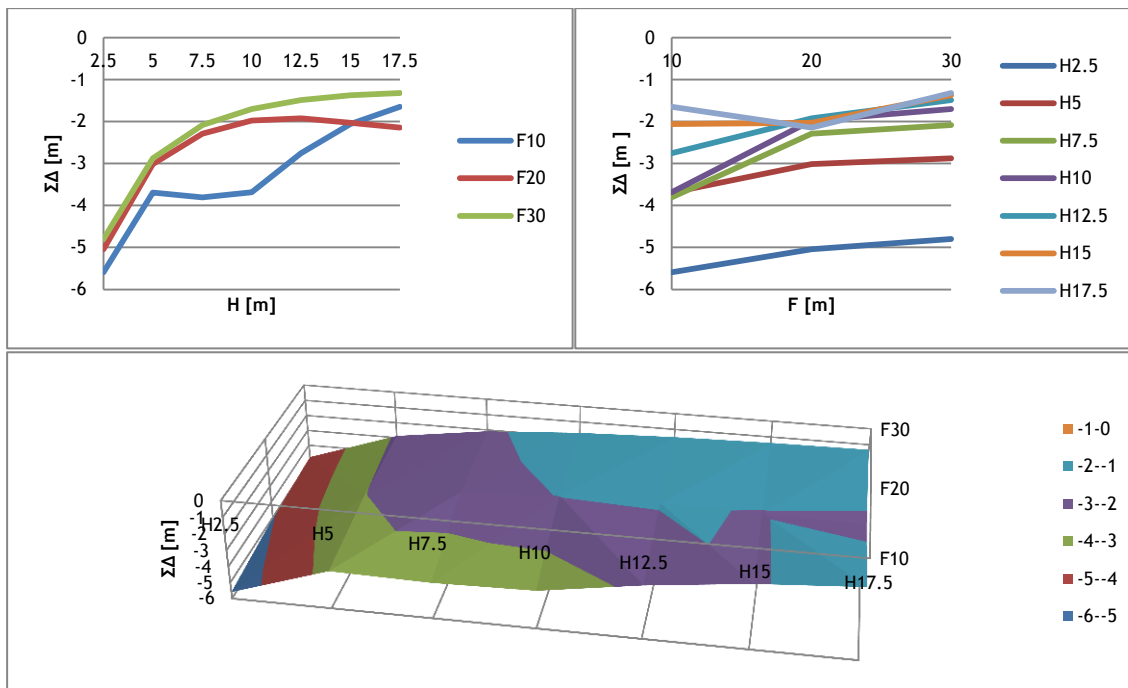 0
2.5 5 7.5 10 12.5 15 17.5
-1
-2
-3
-4
-5
-6
ΣΔ [m]
H [m]
F10
F20
F30
0
10 20 30
-1
-2
-3
-4
-5
-6
ΣΔ [m ]
F [m]
H2.5
H5
H7.5
H10
H12.5
H15
H17.5
0
-1
-2
-3
-4
-5
-6
ΣΔ [m]
H2.5
H5
H7.5
H10
H12.5
H15
H17.5
F30
F20
F10
-1-0
-2--1
-3--2
-4--3
-5--4
-6--5